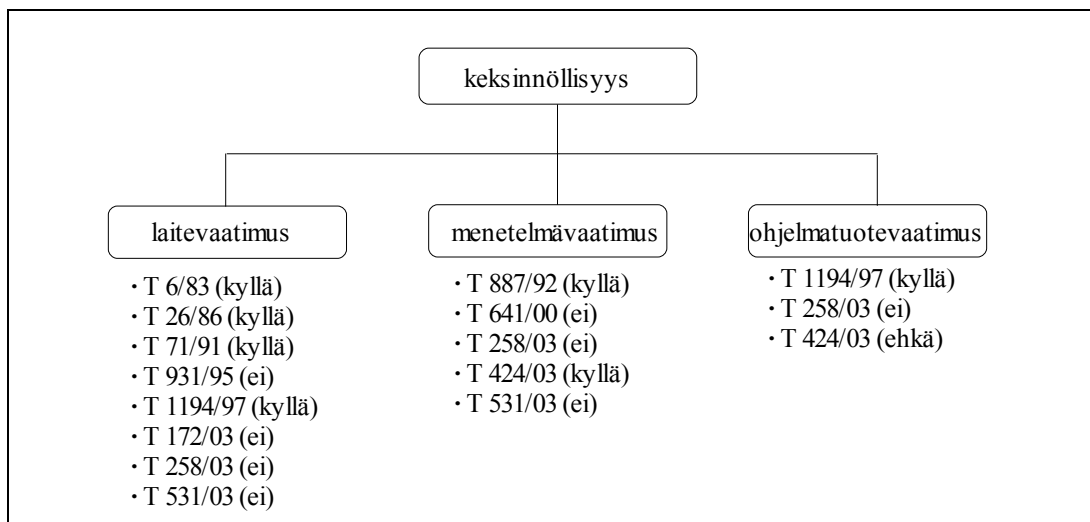 keksinnöllisyys
laitevaatimus
· T 6/83 (kyllä)
· T 26/86 (kyllä)
· T 71/91 (kyllä)
· T 931/95 (ei)
· T 1194/97 (kyllä)
· T 172/03 (ei)
· T 258/03 (ei)
· T 531/03 (ei)
menetelmävaatimus
· T 887/92 (kyllä)
· T 641/00 (ei)
· T 258/03 (ei)
· T 424/03 (kyllä)
· T 531/03 (ei)
ohjelmatuotevaatimus
· T 1194/97 (kyllä)
· T 258/03 (ei)
· T 424/03 (ehkä)